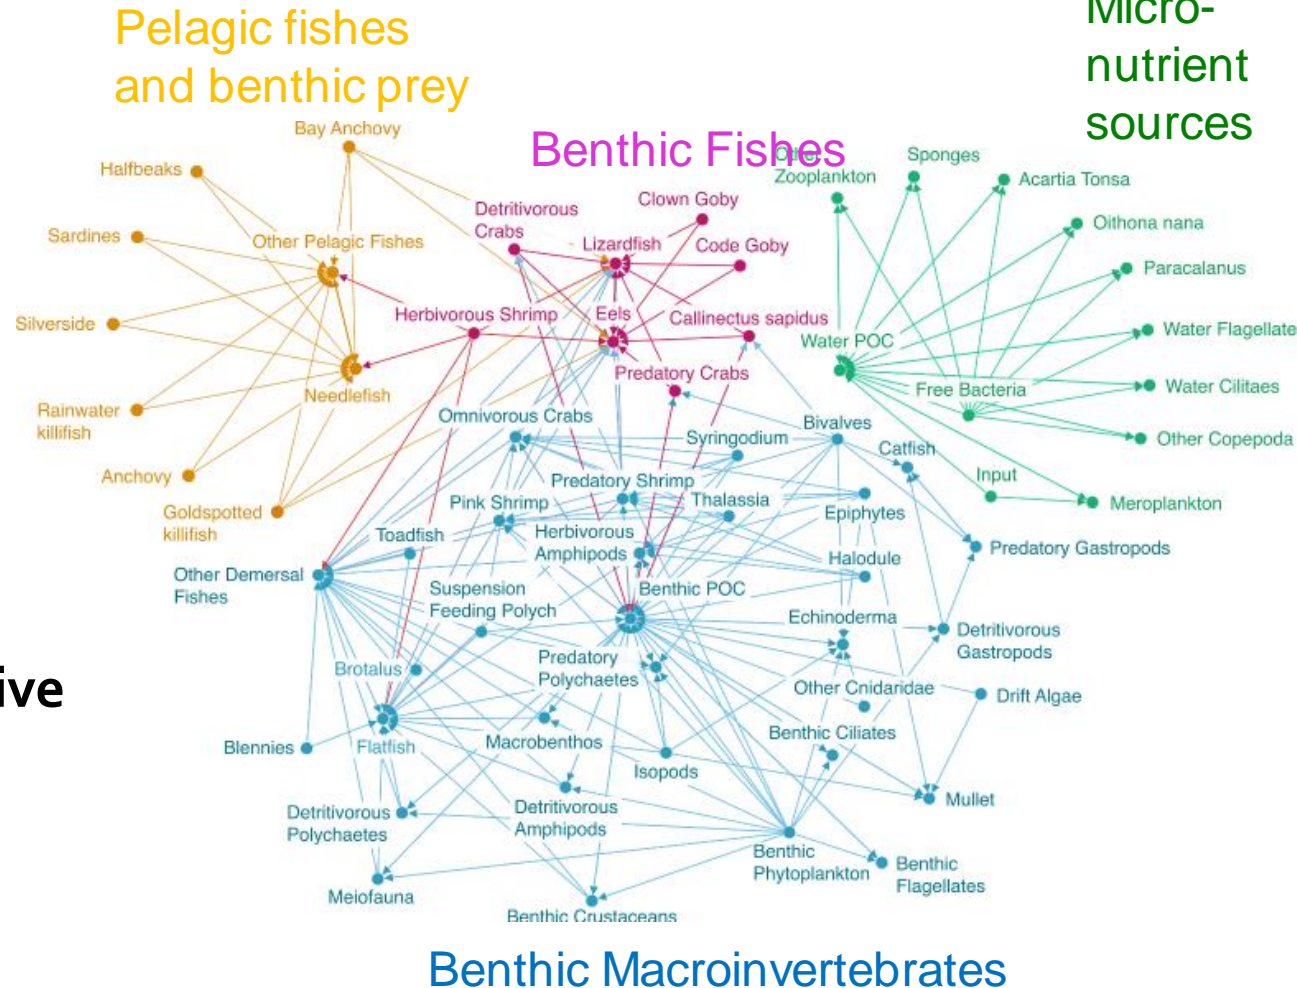 Pelagic fishes
and benthic prey
Micro-
nutrient
sources
Benthic Fishes
Bay Anchovy
Halfbeaks
Sardines
Other Pelagic Fishes
Silverside
Needlefish
Rainwater
killifish
Anchovy
Goldspotted
killifish
Detritivorous
Crabs
Clown Goby
Lizardfish
Code Goby
Herbivorous Shrimp
Eels
Callinectus sapidus
Predatory Crabs
Other
Zooplankton
Sponges
Acartia Tonsa
Oithona nana
Paracalanus
Water Flagellate
Water POC
Free Bacteria
Water Cilitaes
Other Copepoda
Input
Meroplankton
Omnivorous Crabs
Syringodium
Bivalves
Catfish
Predatory Shrimp
Pink Shrimp
Thalassia
Epiphytes
Toadfish
Herbivorous
Amphipods
Halodule
Predatory Gastropods
Other Demersal
Fishes
Suspension
Feeding Polych
Benthic POC
Echinoderma
Detritivorous
Gastropods
Brotalus
Predatory
Polychaetes
Other Cnidaridae
Drift Algae
ive
Blennies
Flatfish
Macrobenthos
Isopods
Benthic Ciliates
Mullet
Detritivorous
Polychaetes
Detritivorous
Amphipods
Benthic
Phytoplankton
Benthic
Flagellates
Meiofauna
Benthic Crustaceans
Benthic Macroinvertebrates